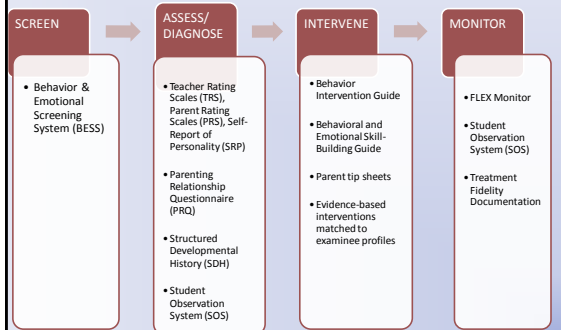 SCREEN
• Behavior &
Emotional
Screening
System (BESS)
ASSESS/
DIAGNOSE
• Teacher Rating
Scales (TRS),
Parent Rating
Scales (PRS), Self-
Report of
Personality (SRP)
• Parenting
Relationship
Questionnaire
(PRQ)
• Structured
Developmental
History (SDH)
• Student
Observation
System (SOS)
INTERVENE
• Behavior
Intervention Guide
• Behavioral and
Emotional Skill-
Building Guide
• Parent tip sheets
• Evidence-based
interventions
matched to
examinee profiles
MONITOR
• FLEX Monitor
• Student
Observation
System (SOS)
• Treatment
Fidelity
Documentation